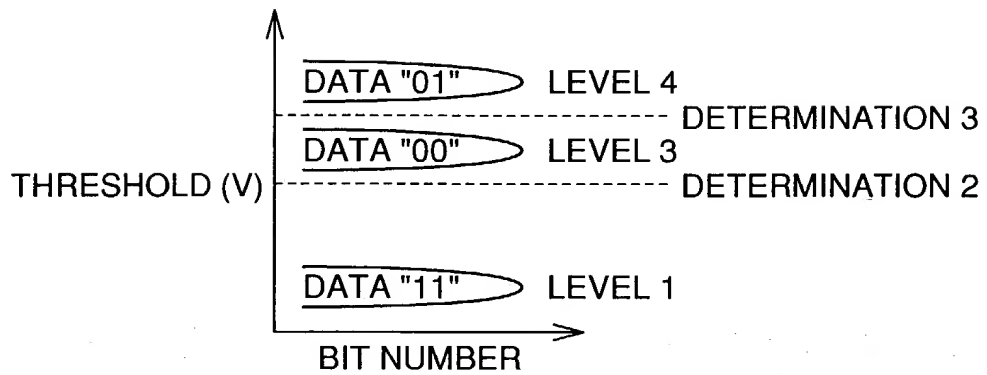 DATA "01" LEVEL 4
DETERMINATION 3
DATA "00" LEVEL 3
THRESHOLD (V)
DETERMINATION 2
DATA "11" LEVEL 1
BIT NUMBER